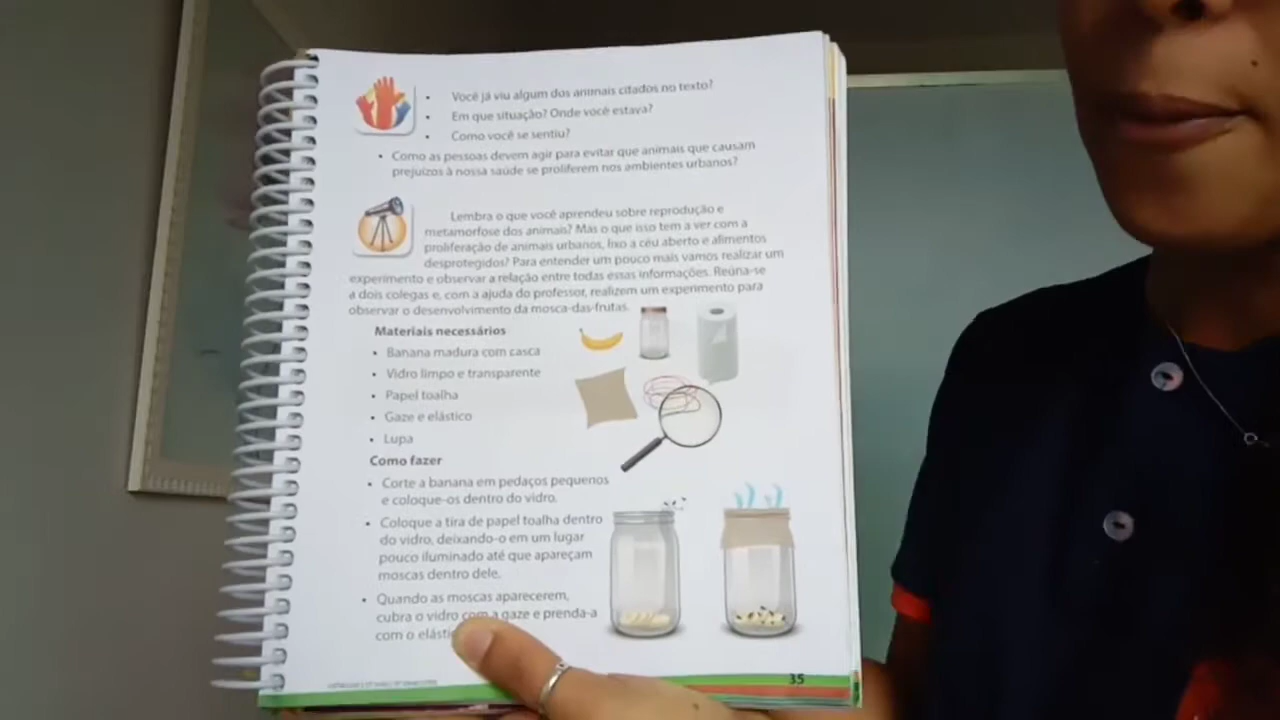 • Você já viu algum dos animais citados no texto?
• Em que situação? Onde você estava?
• Como você se sentiu?
• Como as pessoas devem agir para evitar que animais que causam
prejuízos à nossa saúde se proliferem nos ambientes urbanos?
Lembra o que você aprendeu sobre reprodução e
metamorfose dos animais? Mas o que isso tem a ver com a
proliferação de animais urbanos, lixo a céu aberto e alimentos
desprotegidos? Para entender um pouco mais vamos realizar um
experimento e observar a relação entre todas essas informações. Reúna-se
a dois colegas e, com a ajuda do professor, realizem um experimento para
observar o desenvolvimento da mosca-das-frutas.
Materiais necessários
• Banana madura com casca
• Vidro limpo e transparente
• Papel toalha
• Gaze e elástico
• Lupa
Como fazer
• Corte a banana em pedaços pequenos
e coloque-os dentro do vidro.
• Coloque a tira de papel toalha dentro
do vidro, deixando-o em um lugar
pouco iluminado até que apareçam
moscas dentro dele.
• Quando as moscas aparecerem,
cubra o vidro com a gaze e prenda-a
com o
35